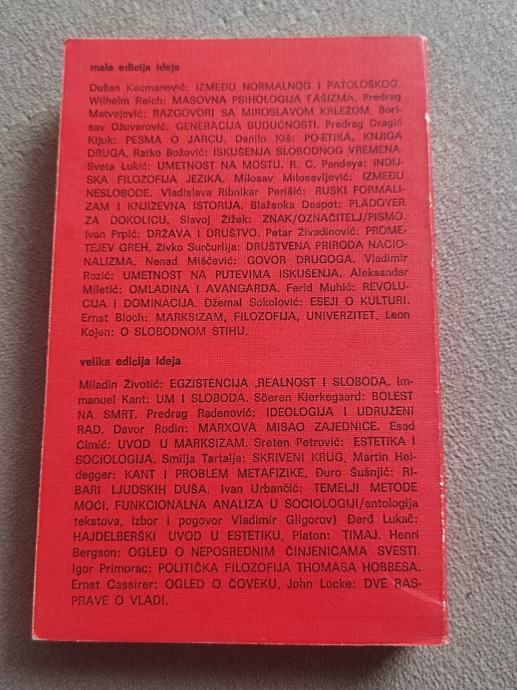 mala edicija ideja
Dušan Kecmanović: IZMEĐU NORMALNOG I PATOLOŠKOG.
Wilhelm Reich: MASOVNA PSIHOLOGIJA FAŠIZMA, Predrag
Matvejović: RAZGOVORI SA MIROSLAVOM KRLEŽOM, Bori-
sav Džuverović: GENERACIJA BUDUĆNOSTI. Predrag Dragić
Kijuk: PESMA O JARCU. Danilo Kiš: PO-ETIKA, KNJIGA
DRUGA, Ratko Božović: ISKUŠENJA SLOBODNOG VREMENA.
Sveta Lukić: UMETNOST NA MOSTU. R. C. Pandeya: INDIJ-
SKA FILOZOFIJA JEZIKA. Milosav Milosavljević: IZMEĐU
NESLOBODE. Vladislava Ribnikar Perišić: RUSKI FORMALI-
ZAM I KNJIŽEVNA ISTORIJA. Blaženka Despot: PLADOYER
ZA DOKOLICU, Slavoj Žižek: ZNAK/OZNAČITELJ/PISMO.
Ivan Prpić: DRŽAVA I DRUŠTVO. Petar Živadinović: PROME-
TEJEV GREH. Živko Surčurlija: DRUŠTVENA PRIRODA NACIO-
NALIZMA. Nenad Miščević: GOVOR DRUGOGA. Vladimir
Rozić: UMETNOST NA PUTEVIMA ISKUŠENJA. Aleksandar
Miletić: OMLADINA I AVANGARDA. Ferid Muhić: REVOLU-
CIJA I DOMINACIJA. Džemal Sokolović: ESEJI O KULTURI.
Ernst Bloch: MARKSIZAM, FILOZOFIJA, UNIVERZITET. Leon
Kojen: O SLOBODNOM STIHU.
velika edicija ideja
Miladin Životić: EGZISTENCIJA ,REALNOST I SLOBODA. Im-
manuel Kant: UM I SLOBODA. Söeren Kierkegaard: BOLEST
NA SMRT. Predrag Radenović: IDEOLOGIJA I UDRUŽENI
RAD. Davor Rodin: MARXOVA MISAO ZAJEDNICE. Esad
Ćimić: UVOD U MARKSIZAM. Sreten Petrović: ESTETIKA I
SOCIOLOGIJA. Smilja Tartalja: SKRIVENI KRUG, Martin Hei-
degger: KANT I PROBLEM METAFIZIKE. Đuro Šušnjić: RI-
BARI LJUDSKIH DUŠA. Ivan Urbančić: TEMELJI METODE
MOĆI. FUNKCIONALNA ANALIZA U SOCIOLOGIJI/antologija
tekstova, izbor i pogovor Vladimir Gligorov) Đerđ Lukač:
HAJDELBERŠKI UVOD U ESTETIKU. Platon: TIMAJ. Henri
Bergson: OGLED O NEPOSREDNIM ČINJENICAMA SVESTI.
Igor Primorac: POLITIČKA FILOZOFIJA THOMASA HOBBESA.
Ernst Cassirer: OGLED O ČOVEKU. John Locke: DVE RAS-
PRAVE O VLADI.